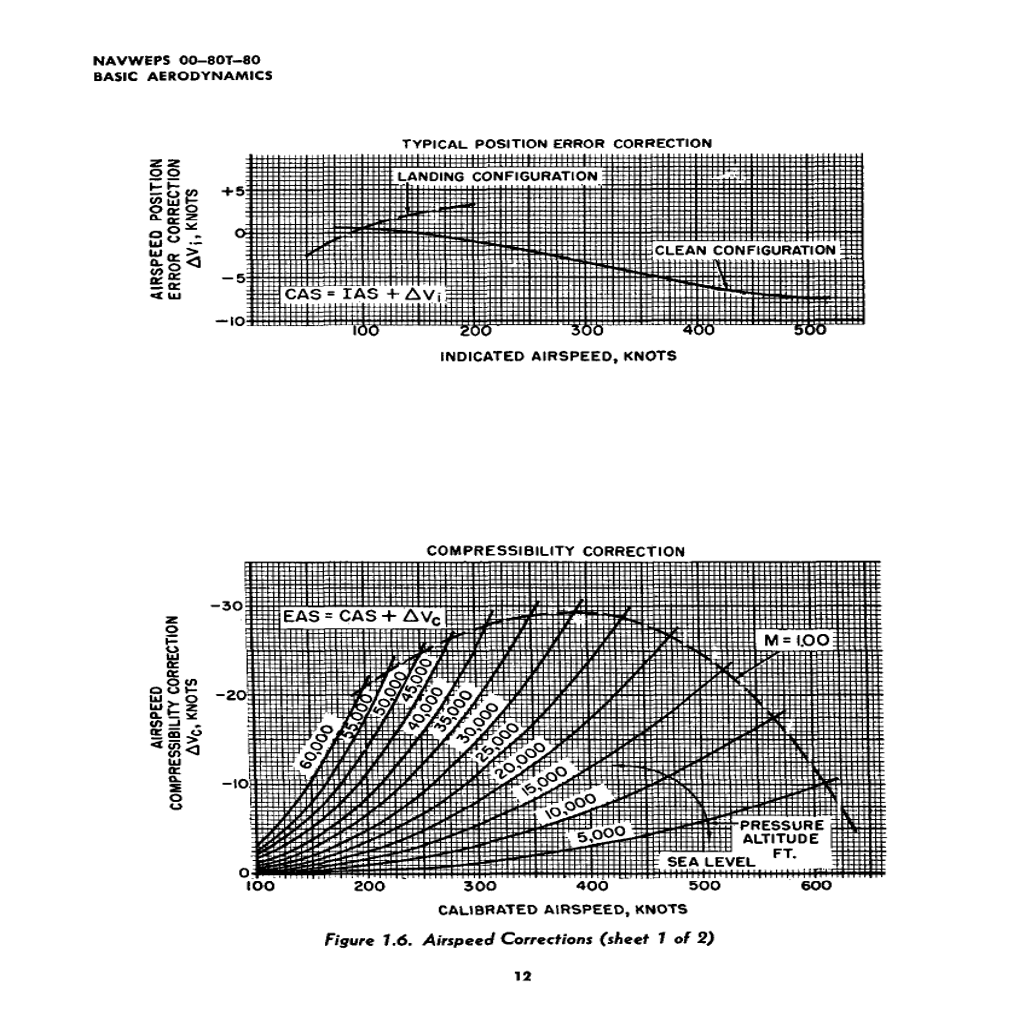 NAVWEPS 00–80T–80
BASIC AERODYNAMICS
TYPICAL POSITION ERROR CORRECTION
AIRSPEED POSITION
ERROR CORRECTION
ΔVi, KNOTS
+5
0
−5
−10
LANDING CONFIGURATION
CLEAN CONFIGURATION
CAS = IAS + ΔVi
100 200 300 400 500
INDICATED AIRSPEED, KNOTS
COMPRESSIBILITY CORRECTION
AIRSPEED
COMPRESSIBILITY CORRECTION
ΔVc, KNOTS
−30
−20
−10
0
EAS = CAS + ΔVc
M = 1.00
60,000
55,000
50,000
45,000
40,000
35,000
30,000
25,000
20,000
15,000
10,000
5,000
PRESSURE
ALTITUDE
FT.
SEA LEVEL
100 200 300 400 500 600
CALIBRATED AIRSPEED, KNOTS
Figure 1.6. Airspeed Corrections (sheet 1 of 2)
12